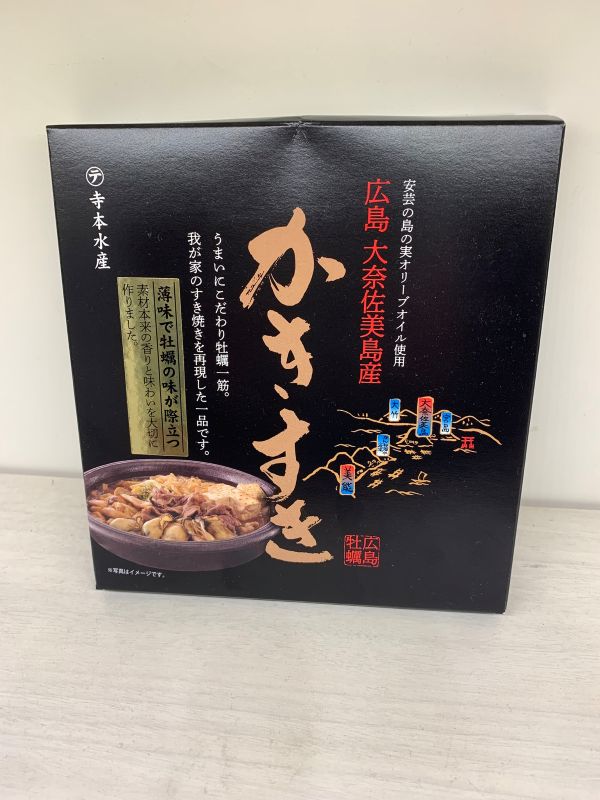 安芸の島の実オリーブオイル使用
広島 大奈佐美島産
かき・すき
うまいにこだわり牡蠣一筋。
我が家のすき焼きを再現した一品です。
薄味で牡蠣の味が際立つ
素材本来の香りと味わいを大切に
作りました。
テ 寺本水産
大竹
大奈佐美島
美能
広島
牡蠣
※写真はイメージです。